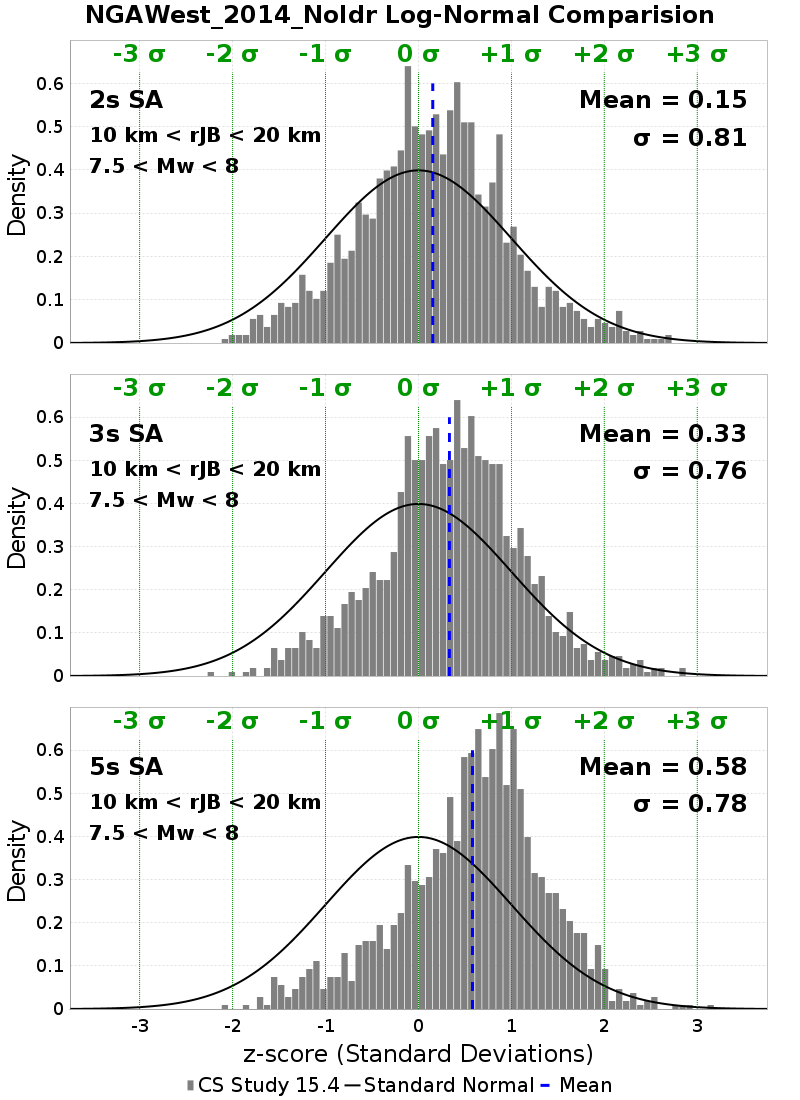 NGAWest_2014_NoIdr Log-Normal Comparision
-3 σ -2 σ -1 σ 0 σ +1 σ +2 σ +3 σ
0.6
2s SA Mean = 0.15
0.5
10 km < rJB < 20 km σ = 0.81
7.5 < Mw < 8
0.4
Density
0.3
0.2
0.1
0
-3 σ -2 σ -1 σ 0 σ +1 σ +2 σ +3 σ
0.6
3s SA Mean = 0.33
0.5
10 km < rJB < 20 km σ = 0.76
7.5 < Mw < 8
0.4
Density
0.3
0.2
0.1
0
-3 σ -2 σ -1 σ 0 σ +1 σ +2 σ +3 σ
0.6
5s SA Mean = 0.58
0.5
10 km < rJB < 20 km σ = 0.78
7.5 < Mw < 8
0.4
Density
0.3
0.2
0.1
0
-3 -2 -1 0 1 2 3
z-score (Standard Deviations)
CS Study 15.4 Standard Normal Mean